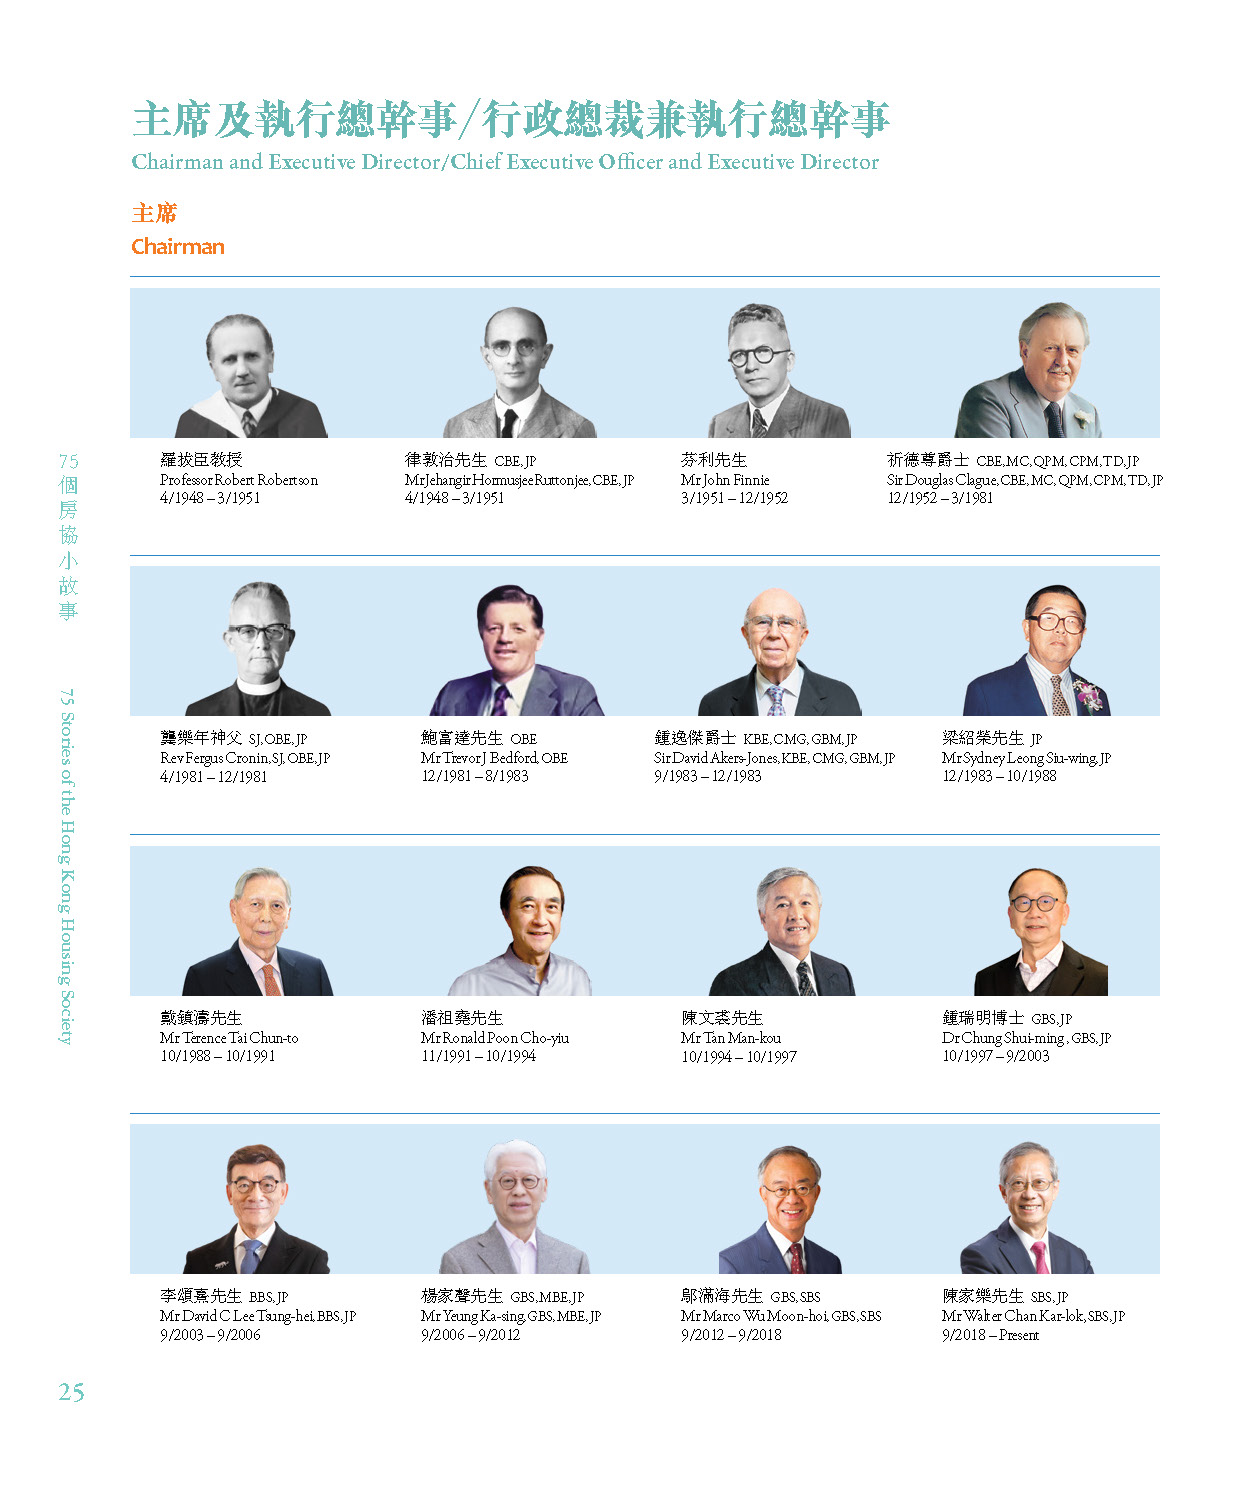 主席及執行總幹事/行政總裁兼執行總幹事
Chairman and Executive Director/Chief Executive Officer and Executive Director
主席
Chairman
羅拔臣教授
Professor Robert Robertson
4/1948 – 3/1951
律敦治先生 CBE, JP
Mr Jehangir Hormusjee Ruttonjee, CBE, JP
4/1948 – 3/1951
芬利先生
Mr John Finnie
3/1951 – 12/1952
祈德尊爵士 CBE, MC, QPM, CPM, TD, JP
Sir Douglas Clague, CBE, MC, QPM, CPM, TD, JP
12/1952 – 3/1981
龔樂年神父 SJ, OBE, JP
Rev Fergus Cronin, SJ, OBE, JP
4/1981 – 12/1981
鮑富達先生 OBE
Mr Trevor J Bedford, OBE
12/1981 – 8/1983
鍾逸傑爵士 KBE, CMG, GBM, JP
Sir David Akers-Jones, KBE, CMG, GBM, JP
9/1983 – 12/1983
梁紹榮先生 JP
Mr Sydney Leong Siu-wing, JP
12/1983 – 10/1988
戴鎮濤先生
Mr Terence Tai Chun-to
10/1988 – 10/1991
潘祖堯先生
Mr Ronald Poon Cho-yiu
11/1991 – 10/1994
陳文裘先生
Mr Tan Man-kou
10/1994 – 10/1997
鍾瑞明博士 GBS, JP
Dr Chung Shui-ming , GBS, JP
10/1997 – 9/2003
李頌熹先生 BBS, JP
Mr David C Lee Tsung-hei, BBS, JP
9/2003 – 9/2006
楊家聲先生 GBS, MBE, JP
Mr Yeung Ka-sing, GBS, MBE, JP
9/2006 – 9/2012
鄔滿海先生 GBS, SBS
Mr Marco Wu Moon-hoi, GBS, SBS
9/2012 – 9/2018
陳家樂先生 SBS, JP
Mr Walter Chan Kar-lok, SBS, JP
9/2018 – Present
75個房協小故事
75 Stories of the Hong Kong Housing Society
25